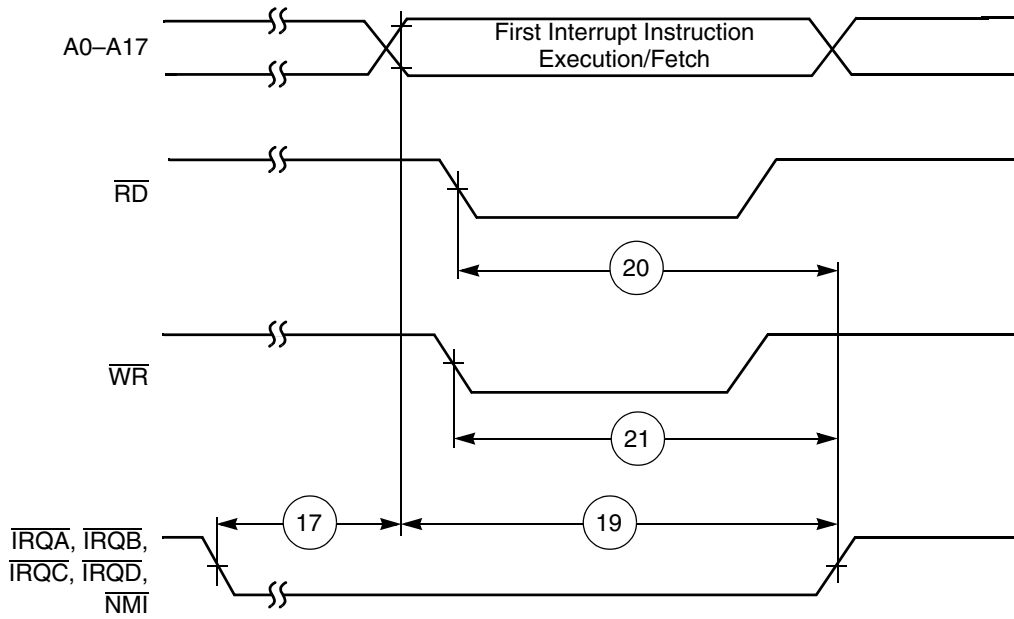 A0–A17
First Interrupt Instruction
Execution/Fetch
RD
20
WR
21
17
19
IRQA, IRQB,
IRQC, IRQD,
NMI